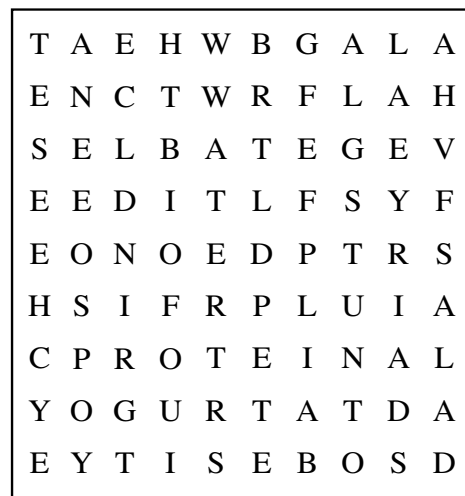 T A E H W B G A L A
E N C T W R F L A H
S E L B A T E G E V
E E D I T L F S Y F
E O N O E D P T R S
H S I F R P L U I A
C P R O T E I N A L
Y O G U R T A T D A
E Y T I S E B O S D